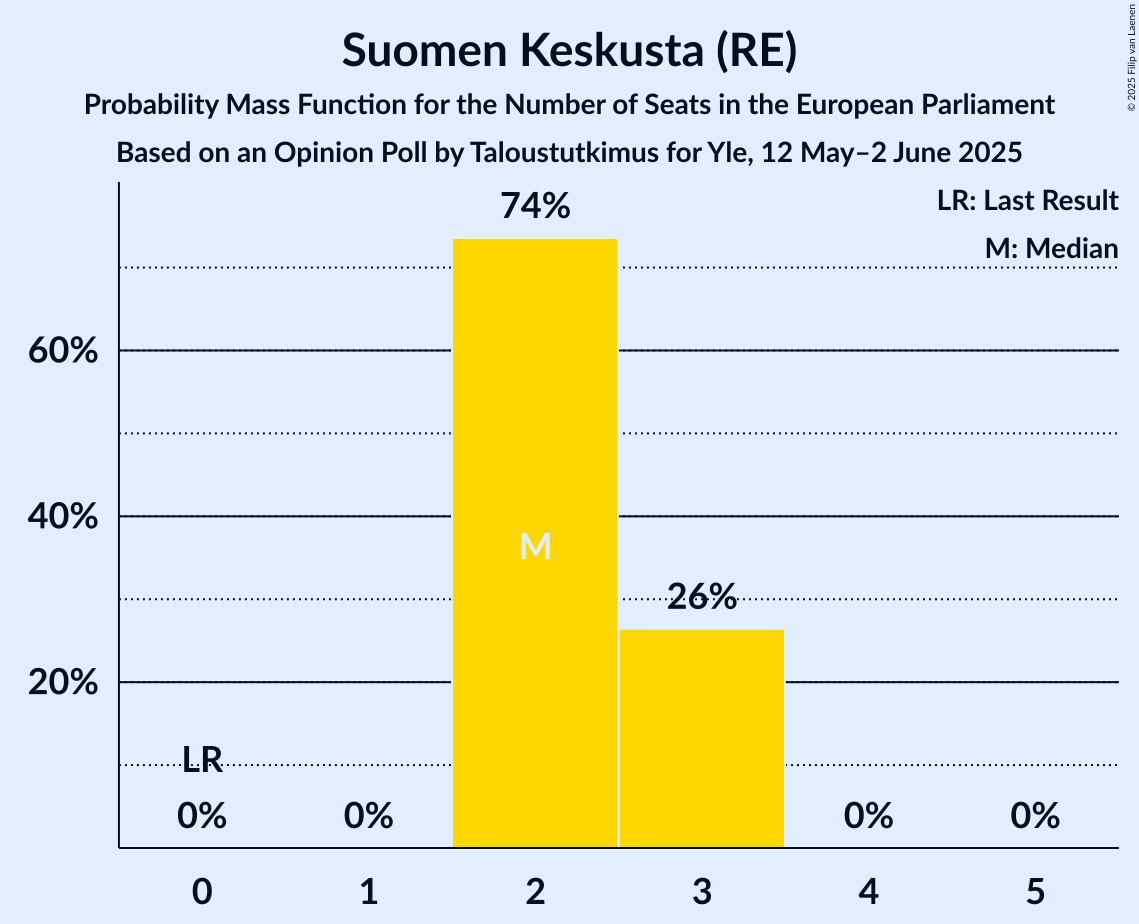 Suomen Keskusta (RE)
Probability Mass Function for the Number of Seats in the European Parliament
Based on an Opinion Poll by Taloustutkimus for Yle, 12 May–2 June 2025
© 2025 Filip van Laenen
LR: Last Result
M: Median
74%
60%
40%
M
26%
20%
LR
0%
0%
0%
0%
0
1
2
3
4
5